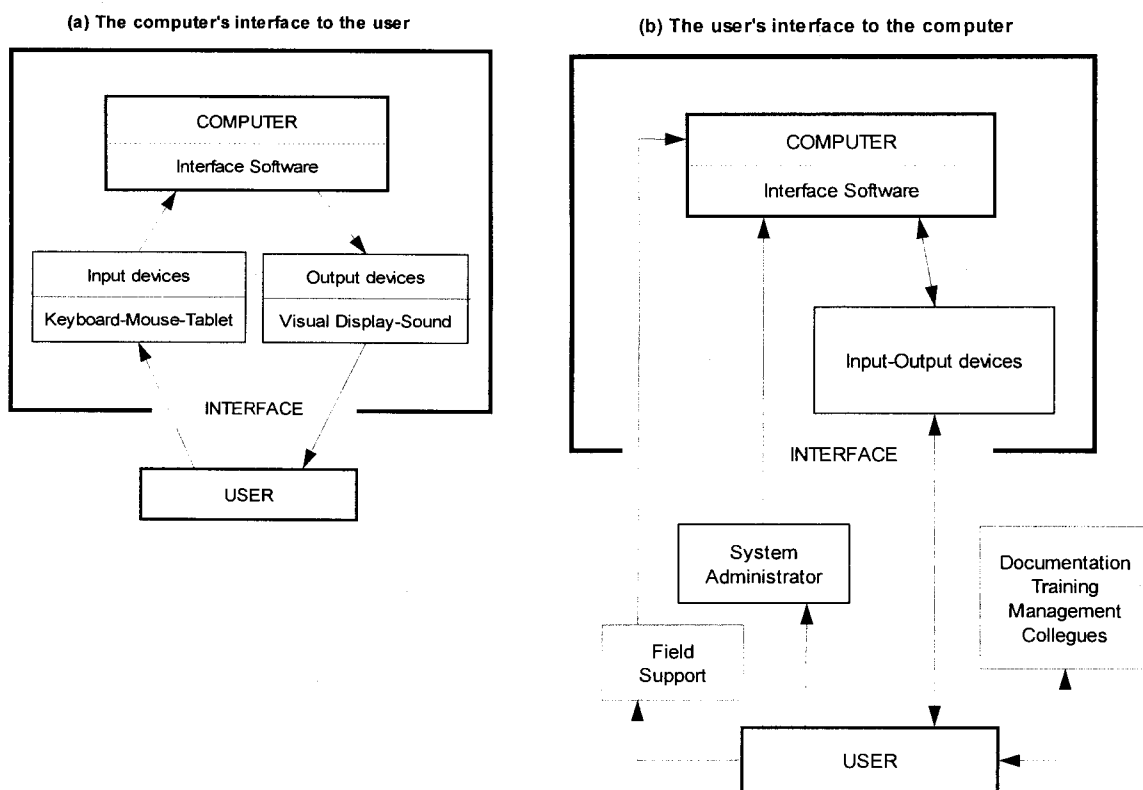 (a) The computer's interface to the user
COMPUTER
Interface Software
Input devices
Keyboard-Mouse-Tablet
Output devices
Visual Display-Sound
INTERFACE
USER
(b) The user's interface to the computer
COMPUTER
Interface Software
Input-Output devices
INTERFACE
System
Administrator
Documentation
Training
Management
Collegues
Field
Support
USER